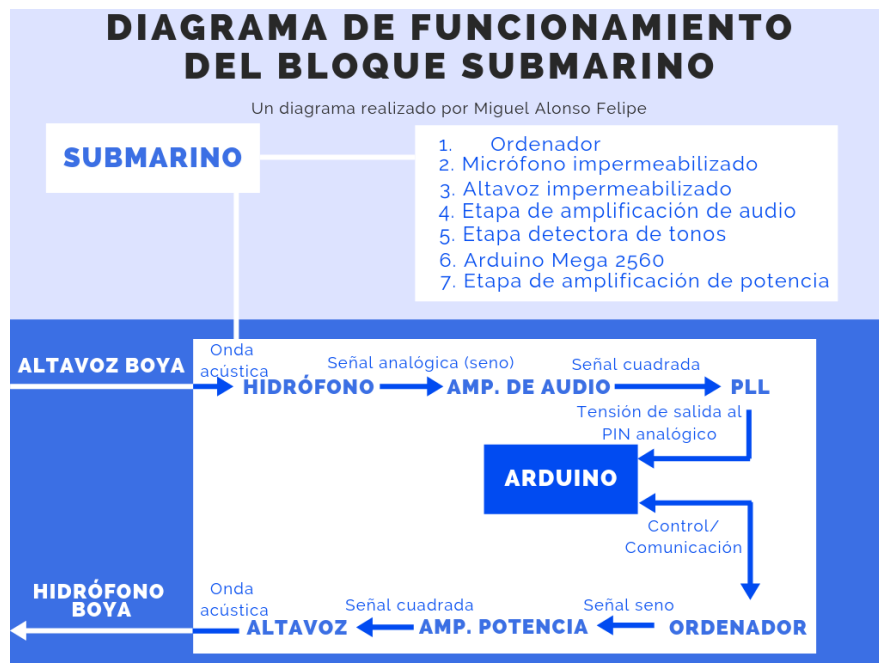 DIAGRAMA DE FUNCIONAMIENTO
DEL BLOQUE SUBMARINO
Un diagrama realizado por Miguel Alonso Felipe
SUBMARINO
1. Ordenador
2. Micrófono impermeabilizado
3. Altavoz impermeabilizado
4. Etapa de amplificación de audio
5. Etapa detectora de tonos
6. Arduino Mega 2560
7. Etapa de amplificación de potencia
ALTAVOZ BOYA
Onda
acústica
HIDRÓFONO
Señal analógica (seno)
AMP. DE AUDIO
Señal cuadrada
PLL
Tensión de salida al
PIN analógico
ARDUINO
Control/
Comunicación
ORDENADOR
Señal seno
AMP. POTENCIA
Señal cuadrada
ALTAVOZ
Onda
acústica
HIDRÓFONO
BOYA